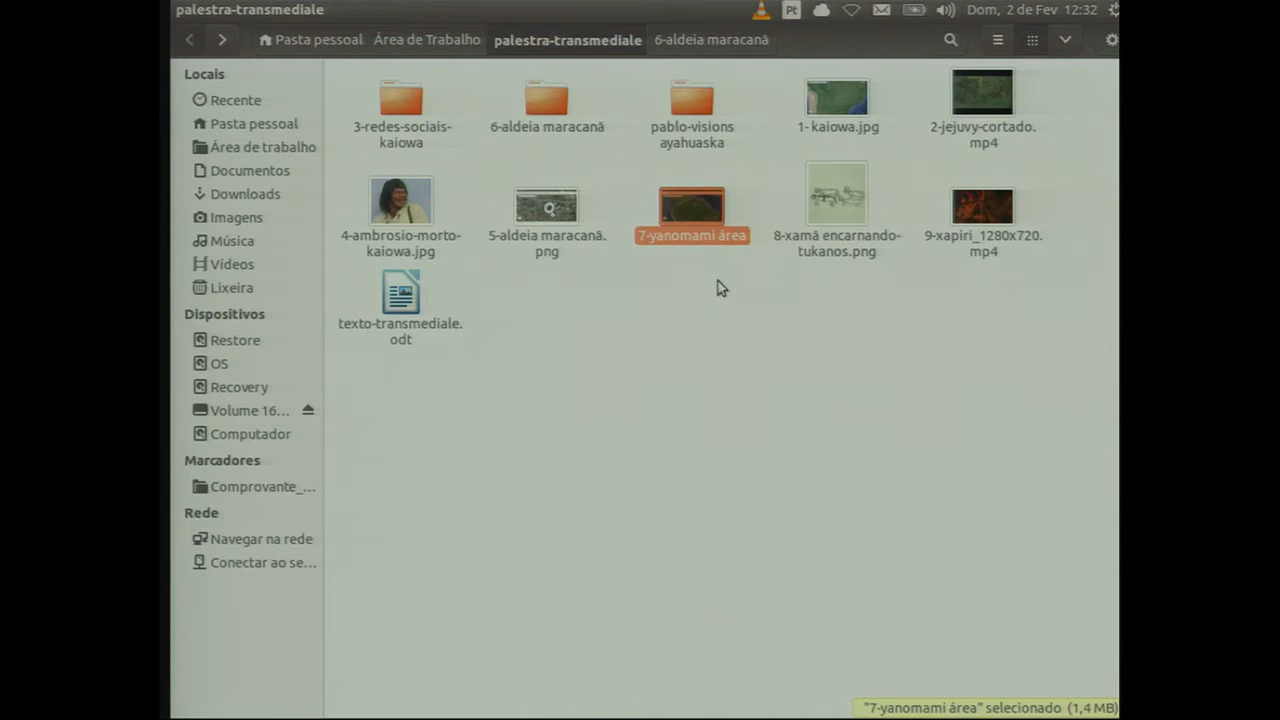 palestra-transmediale
Pt
Dom, 2 de Fev 12:32
Pasta pessoal
Área de Trabalho
palestra-transmediale
6-aldeia maracanã
Locais
Recente
Pasta pessoal
Área de trabalho
Documentos
Downloads
Imagens
Música
Vídeos
Lixeira
Dispositivos
Restore
OS
Recovery
Volume 16...
Computador
Marcadores
Comprovante_...
Rede
Navegar na rede
Conectar ao se...
3-redes-sociais-
kaiowa
6-aldeia maracanã
pablo-visions
ayahuaska
1- kaiowa.jpg
2-jejuvy-cortado.
mp4
4-ambrosio-morto-
kaiowa.jpg
5-aldeia maracanã.
png
7-yanomami área
8-xamã encarnando-
tukanos.png
9-xapiri_1280x720.
mp4
texto-transmediale.
odt
"7-yanomami área" selecionado (1,4 MB)